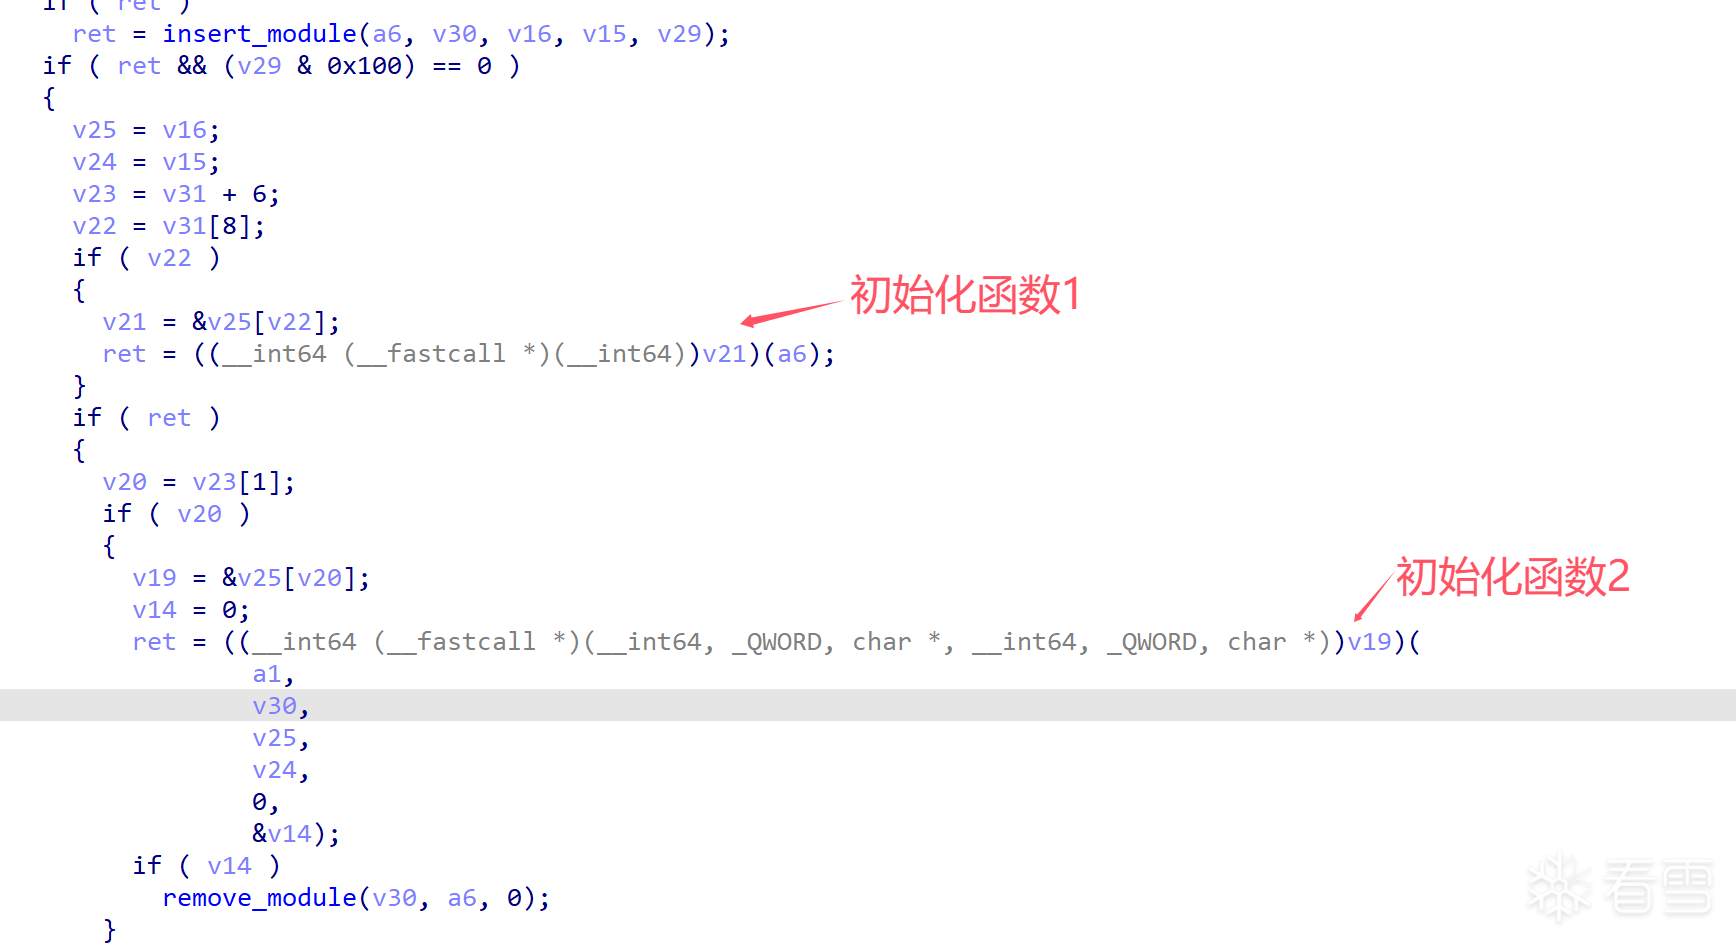 if ( ret )
ret = insert_module(a6, v30, v16, v15, v29);
if ( ret && (v29 & 0x100) == 0 )
{
v25 = v16;
v24 = v15;
v23 = v31 + 6;
v22 = v31[8];
if ( v22 )
{
初始化函数1
v21 = &v25[v22];
ret = ((__int64 (__fastcall *)(__int64))v21)(a6);
}
if ( ret )
{
v20 = v23[1];
if ( v20 )
{
初始化函数2
v19 = &v25[v20];
v14 = 0;
ret = ((__int64 (__fastcall *)(__int64, _QWORD, char *, __int64, _QWORD, char *))v19)(
a1,
v30,
v25,
v24,
0,
&v14);
if ( v14 )
remove_module(v30, a6, 0);
}
看雪